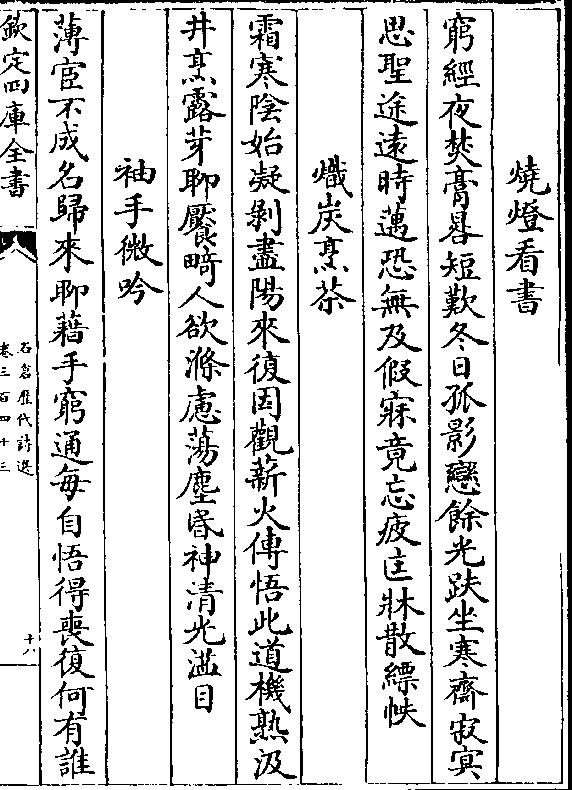 燒燈看書
窮經夜焚膏晷短歎冬日孤影戀餘光趺坐寒齋寂冥
思聖途遠時邁恐無及假寐竟忘疲匡牀散縹帙
熾炭烹茶
霜寒陰始凝剝盡陽來復因觀薪火傳悟此道機熟汲
井烹露芽聊饜畸人欲滌慮蕩塵昬神清光滿目
袖手微吟
薄宦不成名歸來聊藉手窮通每自悟得喪復何有誰
欽定四庫全書
石倉歷代詩選
卷三百四十三
十八